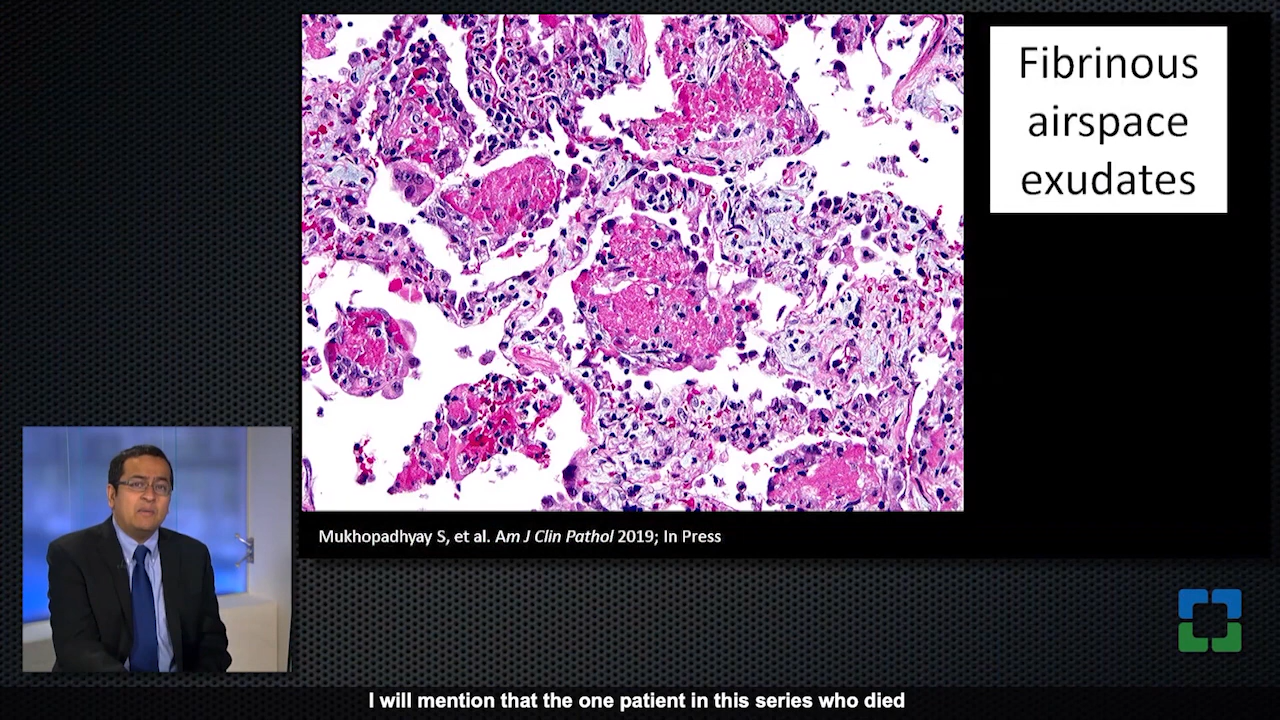 Fibrinous
airspace
exudates
Mukhopadhyay S, et al. Am J Clin Pathol 2019; In Press
I will mention that the one patient in this series who died